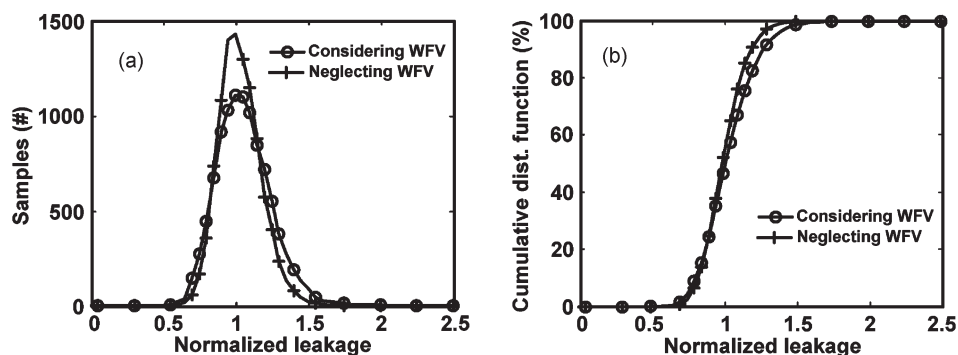 1500
1000
500
0
Samples (#)
(a)
Considering WFV
Neglecting WFV
0 0.5 1 1.5 2 2.5
Normalized leakage
100
80
60
40
20
0
Cumulative dist. function (%)
(b)
Considering WFV
Neglecting WFV
0 0.5 1 1.5 2 2.5
Normalized leakage